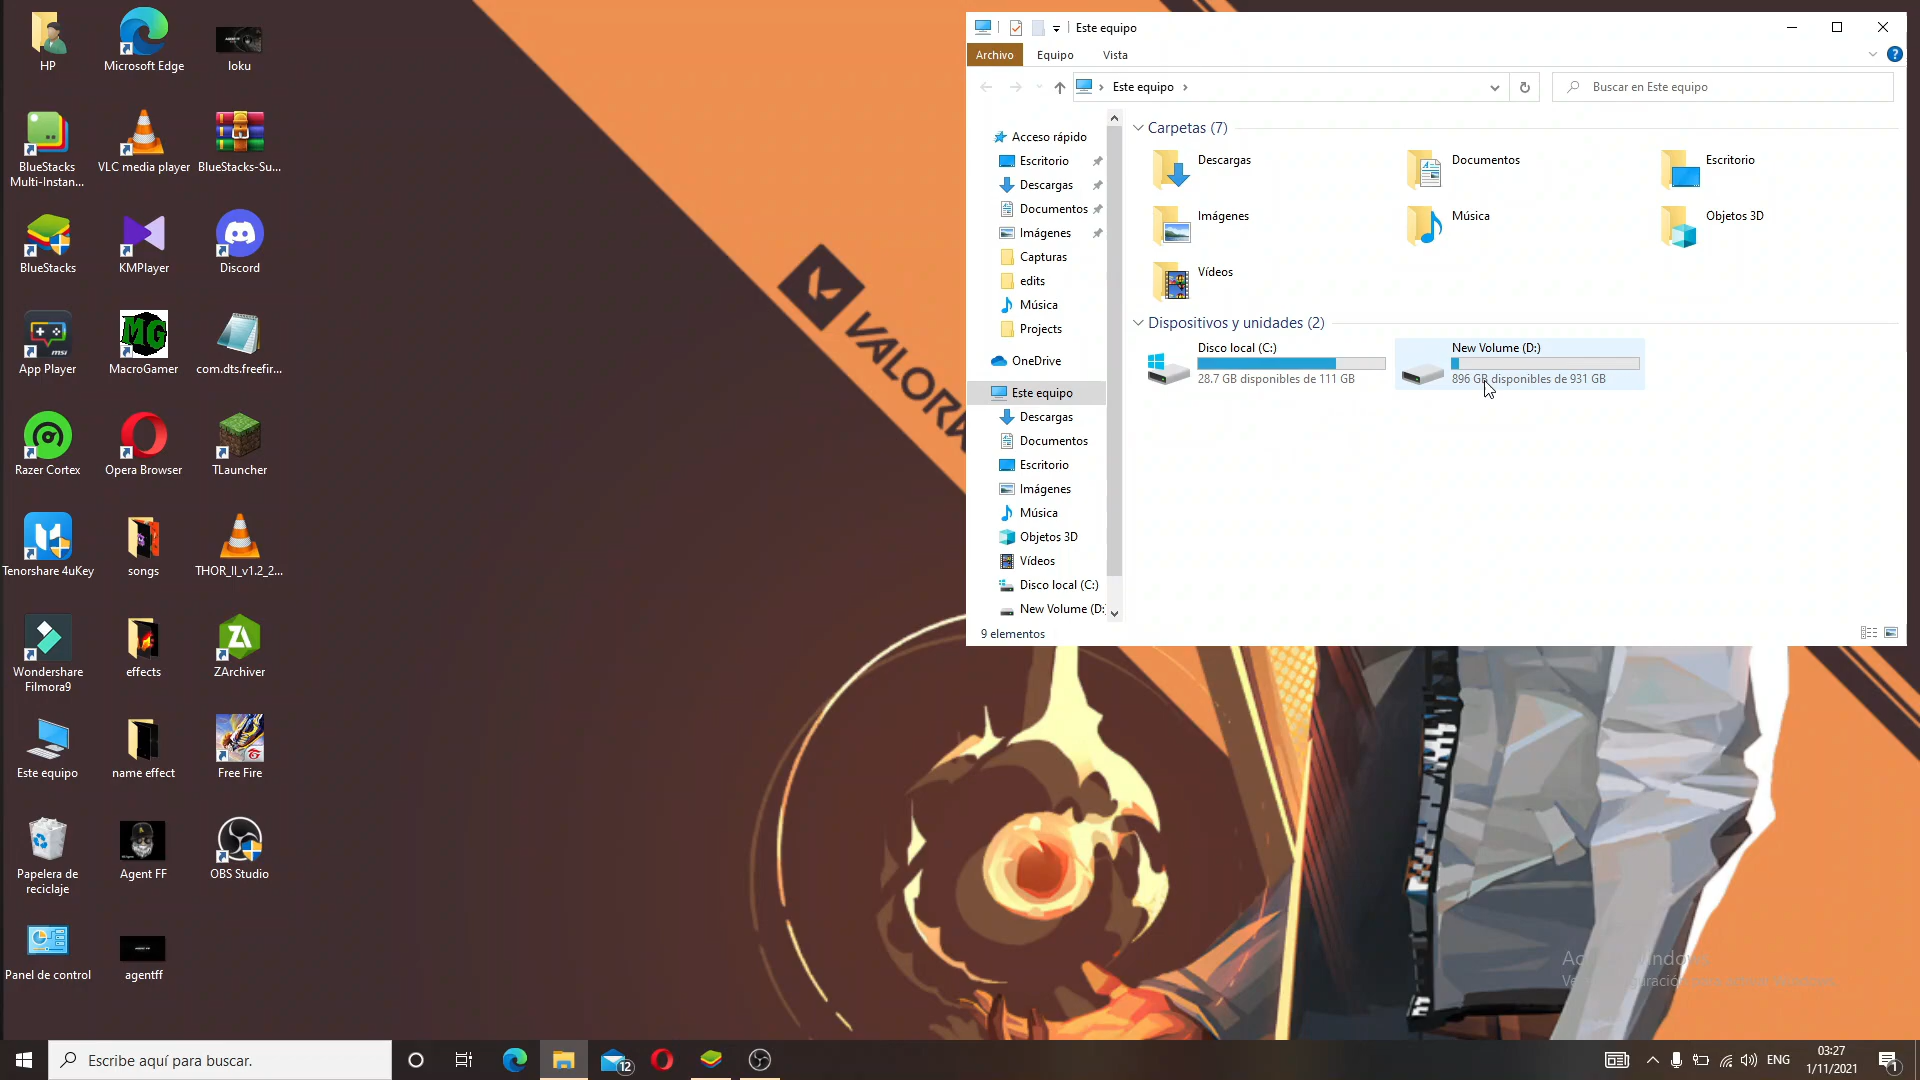 HP
Microsoft Edge
loku
BlueStacks
Multi-Instan...
VLC media player
BlueStacks-Su...
BlueStacks
KMPlayer
Discord
App Player
MacroGamer
com.dts.freefir...
Razer Cortex
Opera Browser
TLauncher
Tenorshare 4uKey
songs
THOR_II_v1.2_2...
Wondershare
Filmora9
effects
ZArchiver
Este equipo
name effect
Free Fire
Papelera de
reciclaje
Agent FF
OBS Studio
Panel de control
agentff
Este equipo
Archivo
Equipo
Vista
Este equipo
Buscar en Este equipo
Acceso rápido
Escritorio
Descargas
Documentos
Imágenes
Capturas
edits
Música
Projects
OneDrive
Este equipo
Descargas
Documentos
Escritorio
Imágenes
Música
Objetos 3D
Vídeos
Disco local (C:)
New Volume (D:
Carpetas (7)
Descargas
Documentos
Escritorio
Imágenes
Música
Objetos 3D
Vídeos
Dispositivos y unidades (2)
Disco local (C:)
28.7 GB disponibles de 111 GB
New Volume (D:)
896 GB disponibles de 931 GB
9 elementos
Escribe aquí para buscar.
12
ENG
03:27
1/11/2021
1